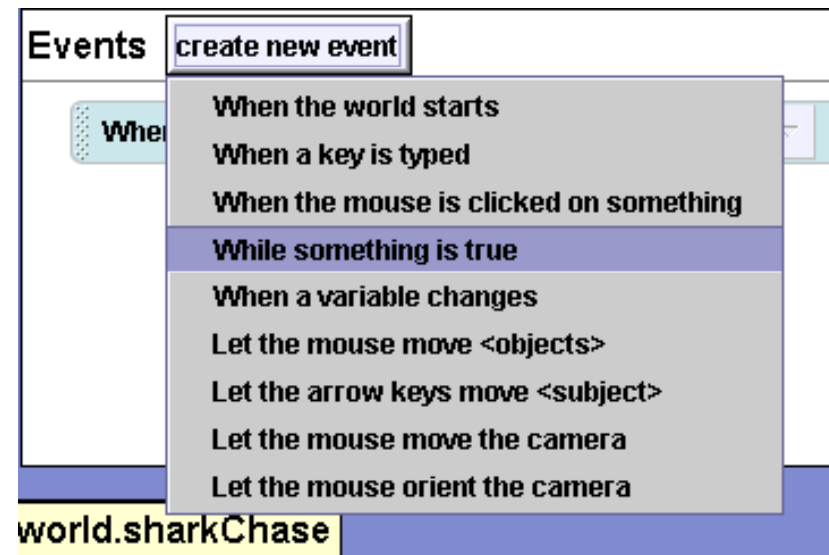 Events create new event
When the world starts
Whe
When a key is typed
When the mouse is clicked on something
While something is true
When a variable changes
Let the mouse move <objects>
Let the arrow keys move <subject>
Let the mouse move the camera
Let the mouse orient the camera
world.sharkChase